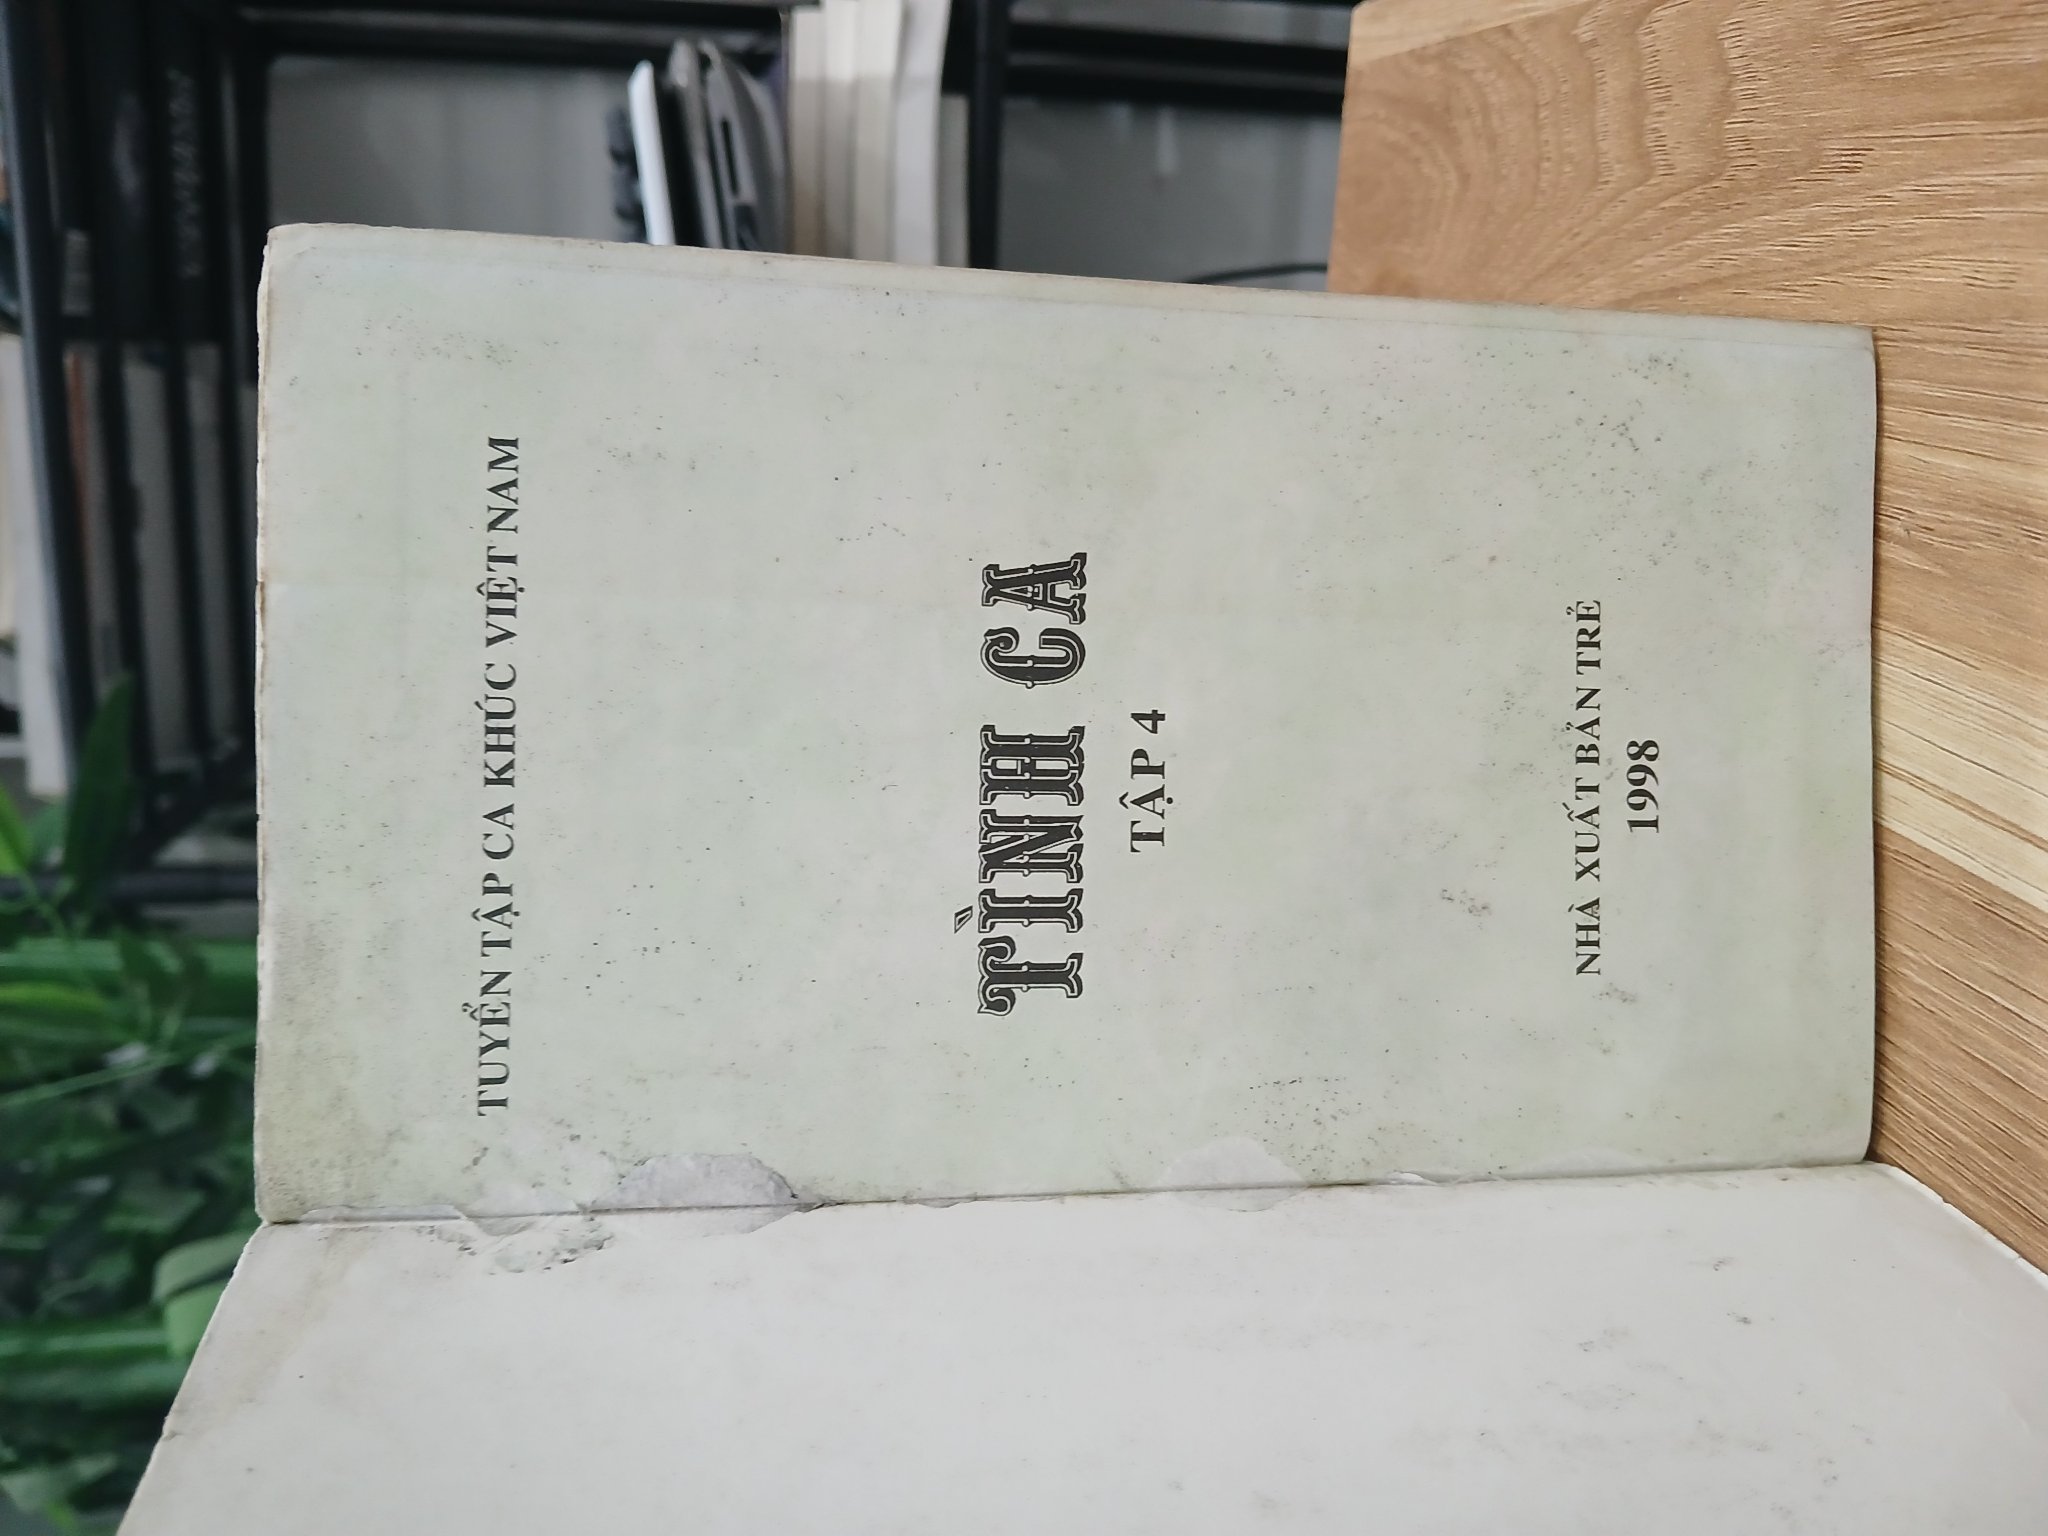 TUYỂN TẬP CA KHÚC VIỆT NAM
TÌNH CA
TẬP 4
NHÀ XUẤT BẢN TRẺ
1998